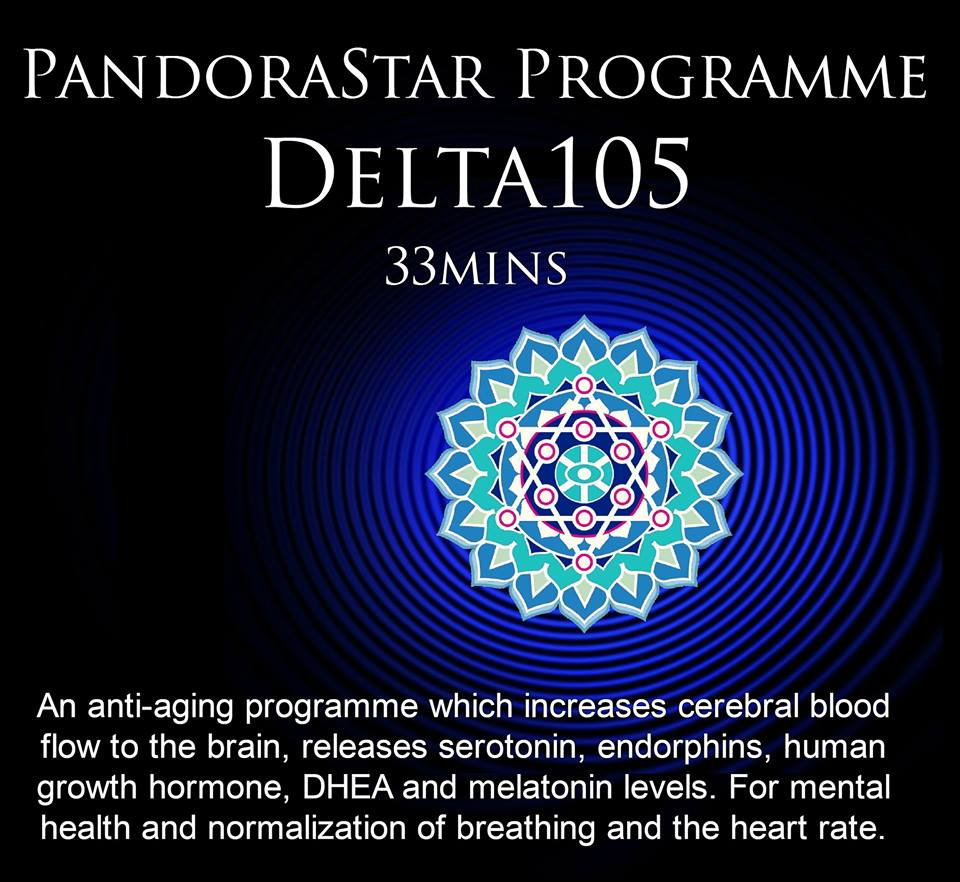 PandoraStar Programme
Delta105
33mins
An anti-aging programme which increases cerebral blood
flow to the brain, releases serotonin, endorphins, human
growth hormone, DHEA and melatonin levels. For mental
health and normalization of breathing and the heart rate.